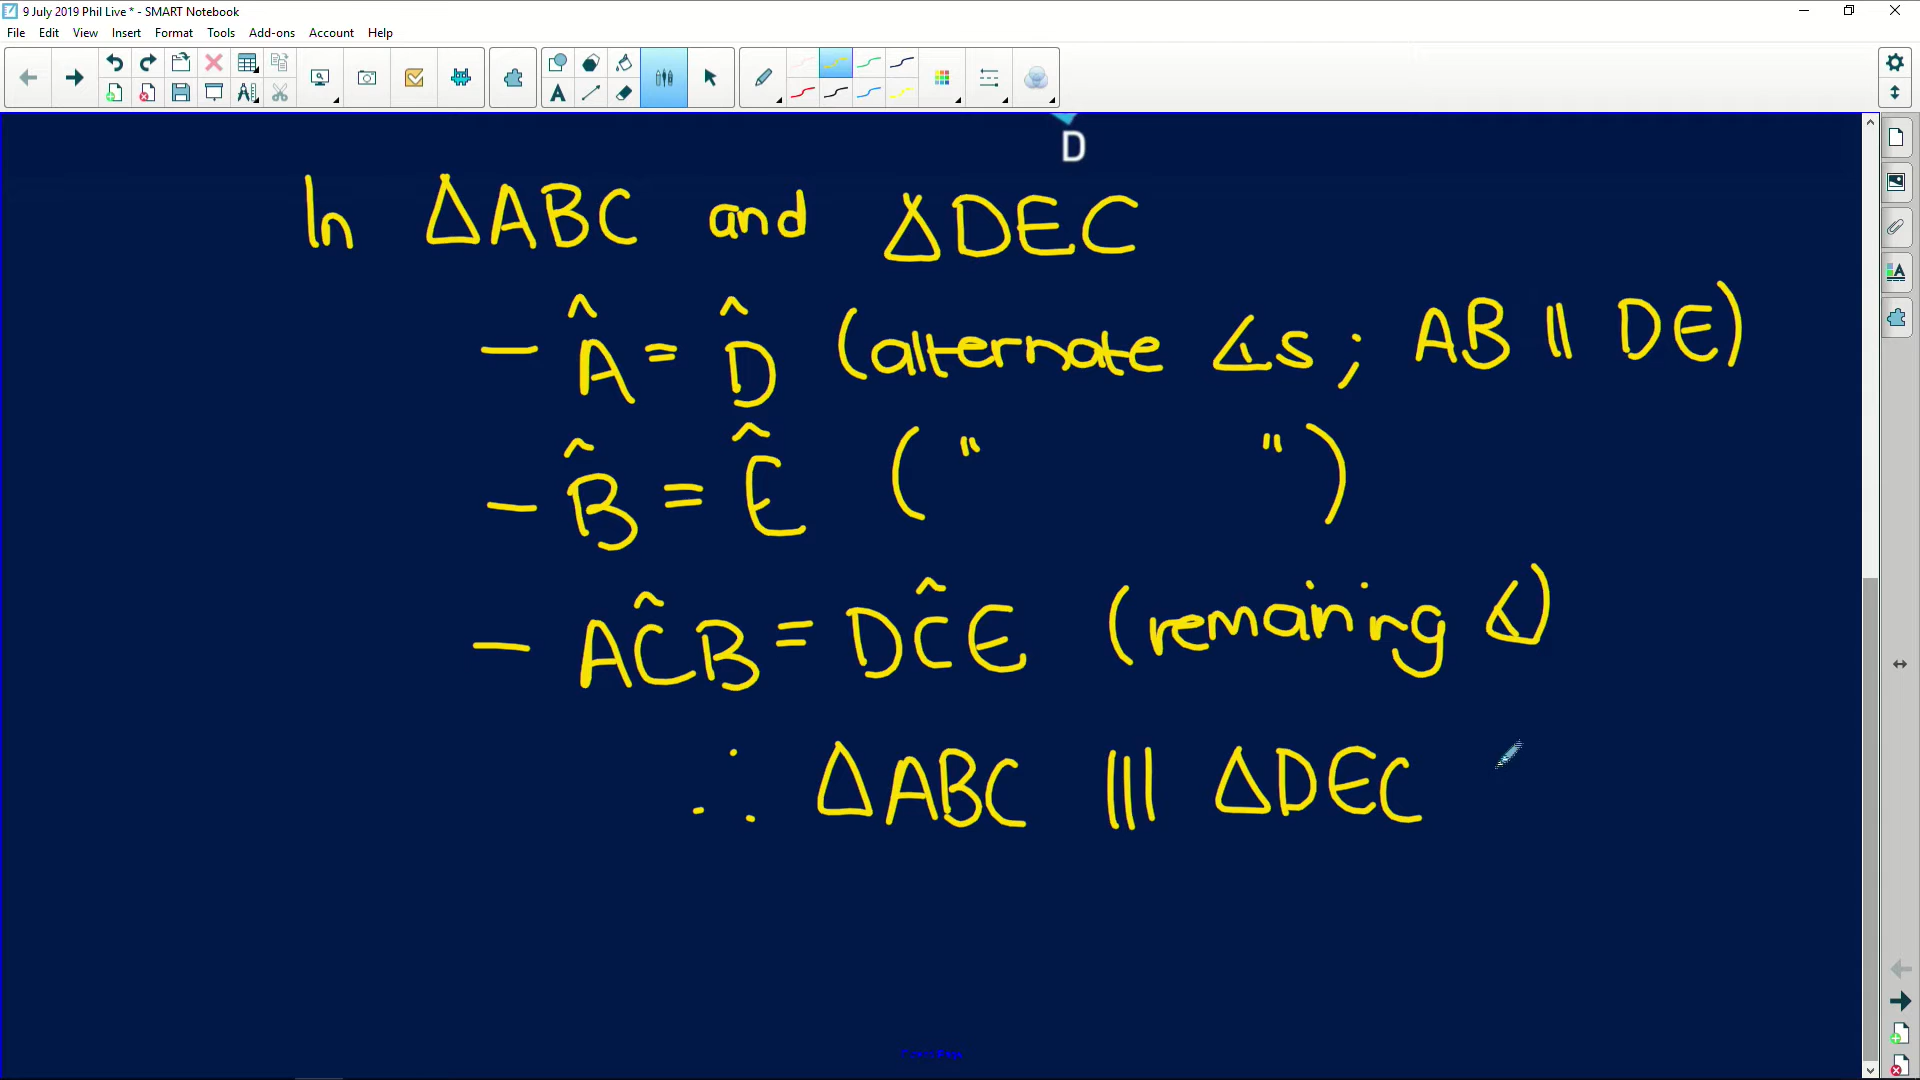 9 July 2019 Phil Live * - SMART Notebook
File Edit View Insert Format Tools Add-ons Account Help
D
In ΔABC and ΔDEC
- Â = D̂ (alternate ∡s ; AB || DE)
- B̂ = Ê ( " " )
- AĈB = DĈE (remaining ∡)
∴ ΔABC ||| ΔDEC